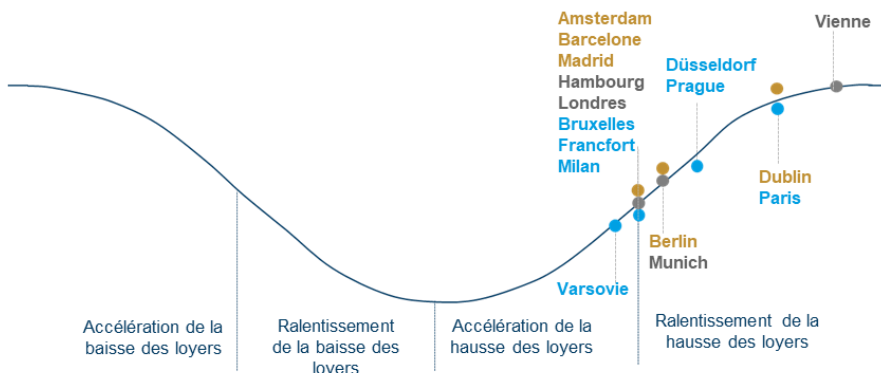 Amsterdam
Barcelone
Madrid
Hambourg
Londres
Bruxelles
Francfort
Milan
Düsseldorf
Prague
Vienne
Dublin
Paris
Berlin
Munich
Varsovie
Accélération de la
baisse des loyers
Ralentissement
de la baisse des
loyers
Accélération de la
hausse des loyers
Ralentissement de la
hausse des loyers